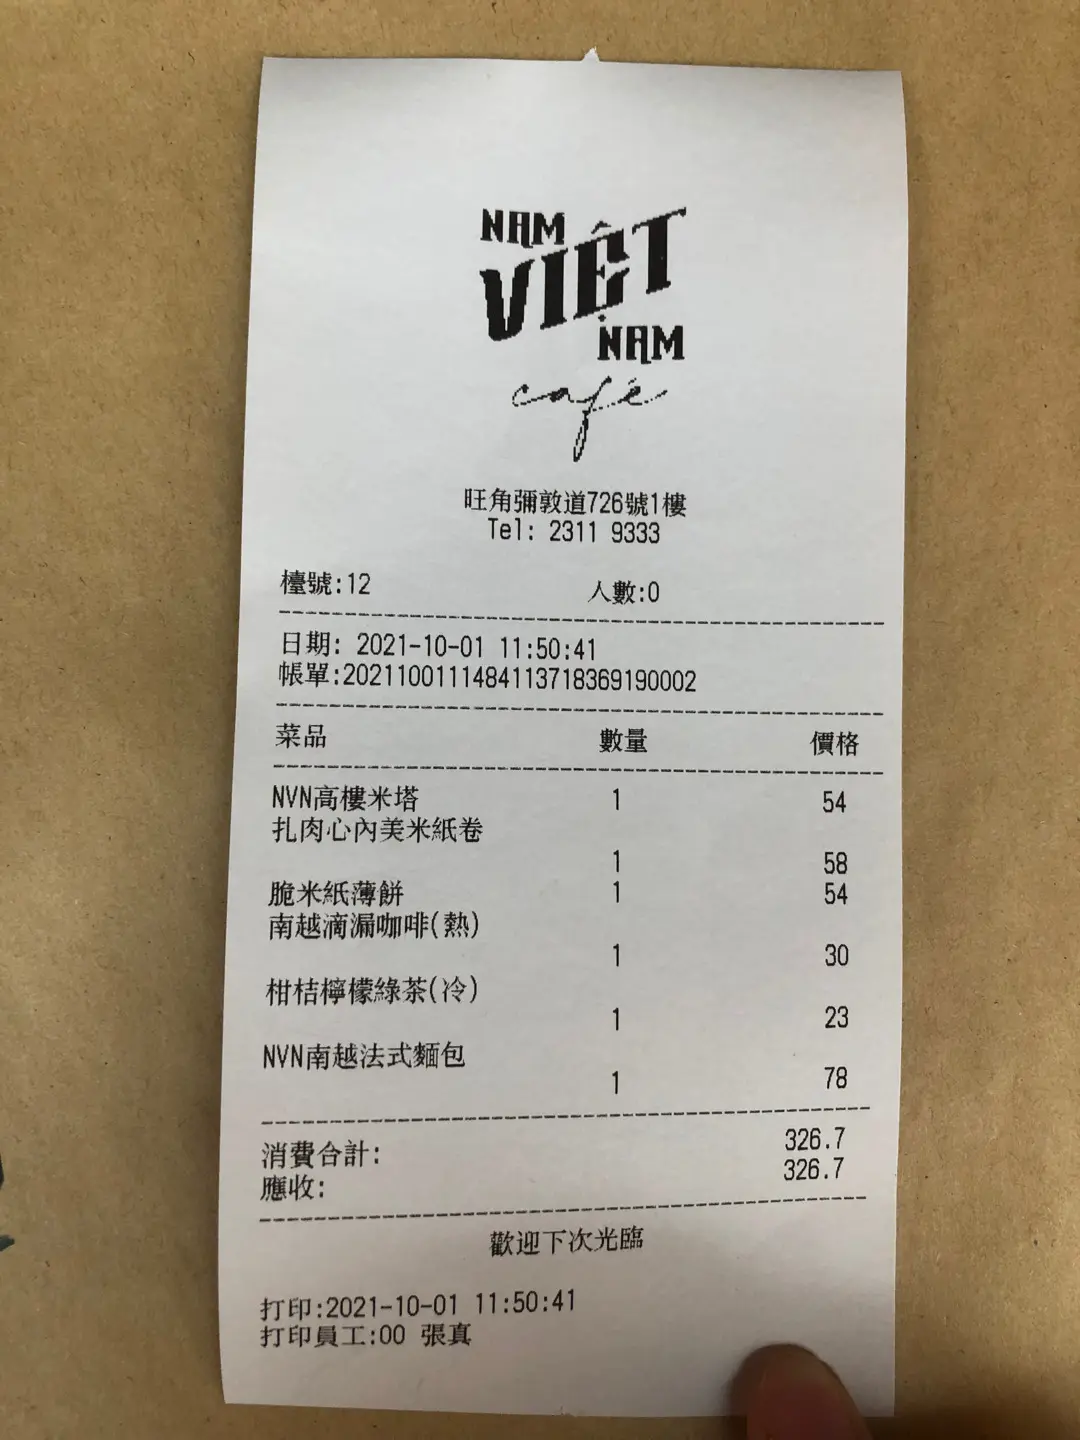 NAM
VIỆT
NAM
café
旺角彌敦道726號1樓
Tel: 2311 9333
檯號:12 人數:0
日期: 2021-10-01 11:50:41
帳單:2021100111484113718369190002
菜品 數量 價格
NVN高樓米塔 1 54
扎肉心內美米紙卷
1 58
脆米紙薄餅 1 54
南越滴漏咖啡(熱)
1 30
柑桔檸檬綠茶(冷)
1 23
NVN南越法式麵包
1 78
消費合計: 326.7
應收: 326.7
歡迎下次光臨
打印:2021-10-01 11:50:41
打印員工:00 張真